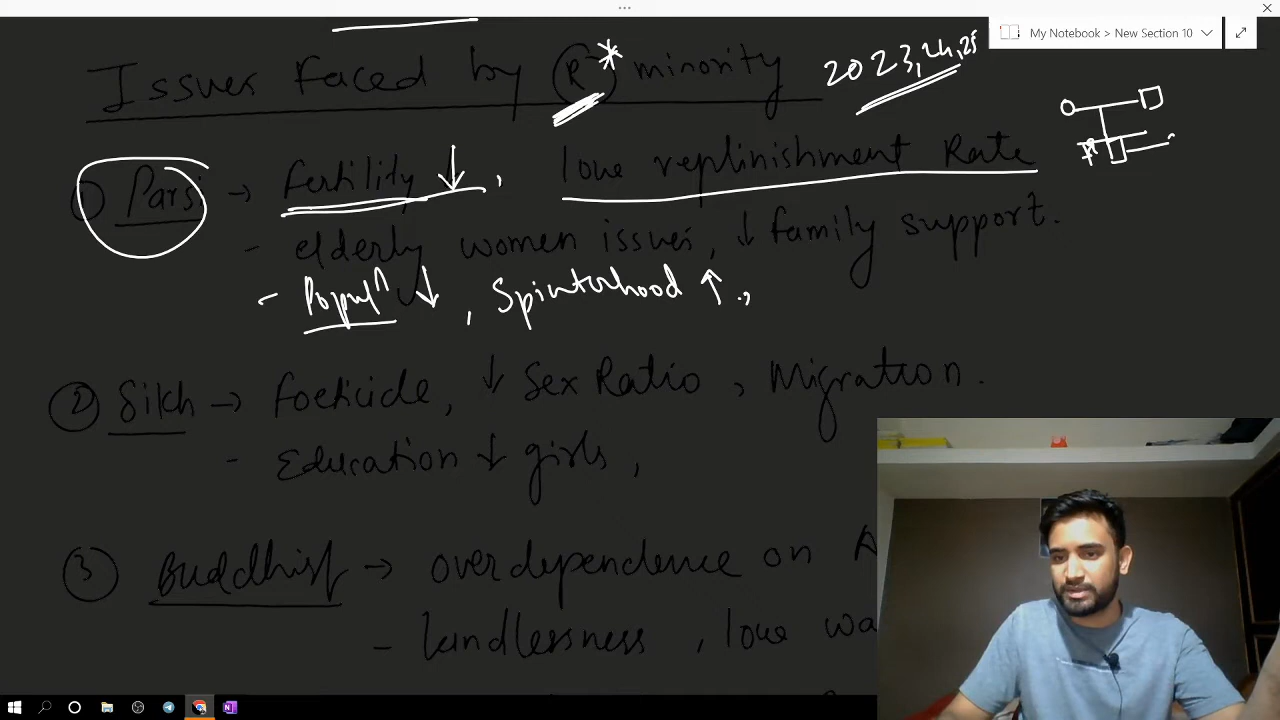 My Notebook > New Section 10
Issues faced by R* minority 2023, 24, 25
① Parsi → fertility ↓, low replinishment Rate
- elderly women issues, ↓ family support.
- Popul^n ↓, Spinterhood ↑ .,
② Sikh → Foeticide, ↓ Sex Ratio, Migration.
- Education ↓ girls,
③ Buddhist → overdependence on A
- landlessness, low wa